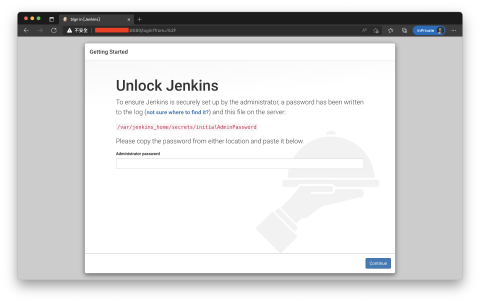 Sign in [Jenkins]
不安全
:8080/login?from=%2F
InPrivate
Getting Started
Unlock Jenkins
To ensure Jenkins is securely set up by the administrator, a password has been written
to the log (not sure where to find it?) and this file on the server:
/var/jenkins_home/secrets/initialAdminPassword
Please copy the password from either location and paste it below.
Administrator password
Continue